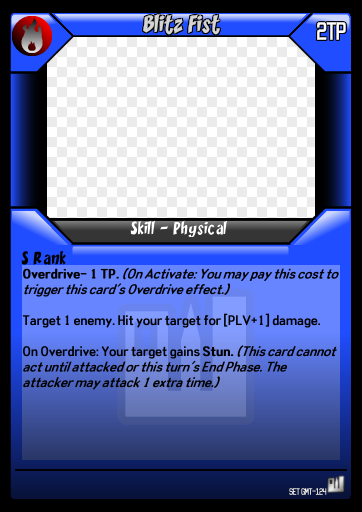 Blitz Fist
2TP
Skill - Physical
S Rank
Overdrive- 1 TP. (On Activate: You may pay this cost to
trigger this card's Overdrive effect.)
Target 1 enemy. Hit your target for [PLV+1] damage.
On Overdrive: Your target gains Stun. (This card cannot
act until attacked or this turn's End Phase. The
attacker may attack 1 extra time.)
SET GMT-124